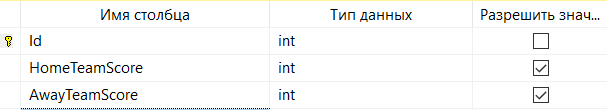 Имя столбца Тип данных Разрешить знач...
Id int
HomeTeamScore int
AwayTeamScore int